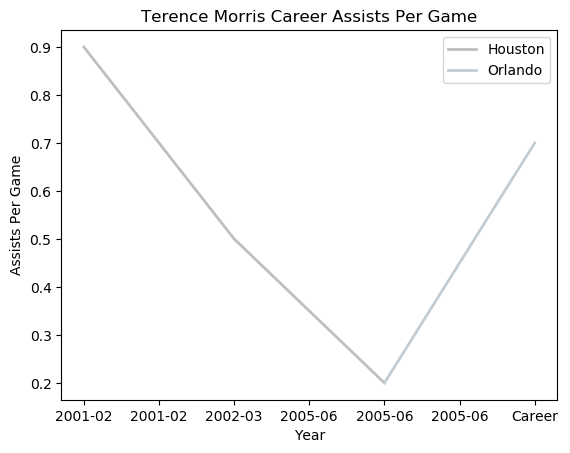 Terence Morris Career Assists Per Game
Houston
Orlando
0.9
0.8
0.7
0.6
0.5
0.4
0.3
0.2
Assists Per Game
2001-02 2001-02 2002-03 2005-06 2005-06 2005-06 Career
Year